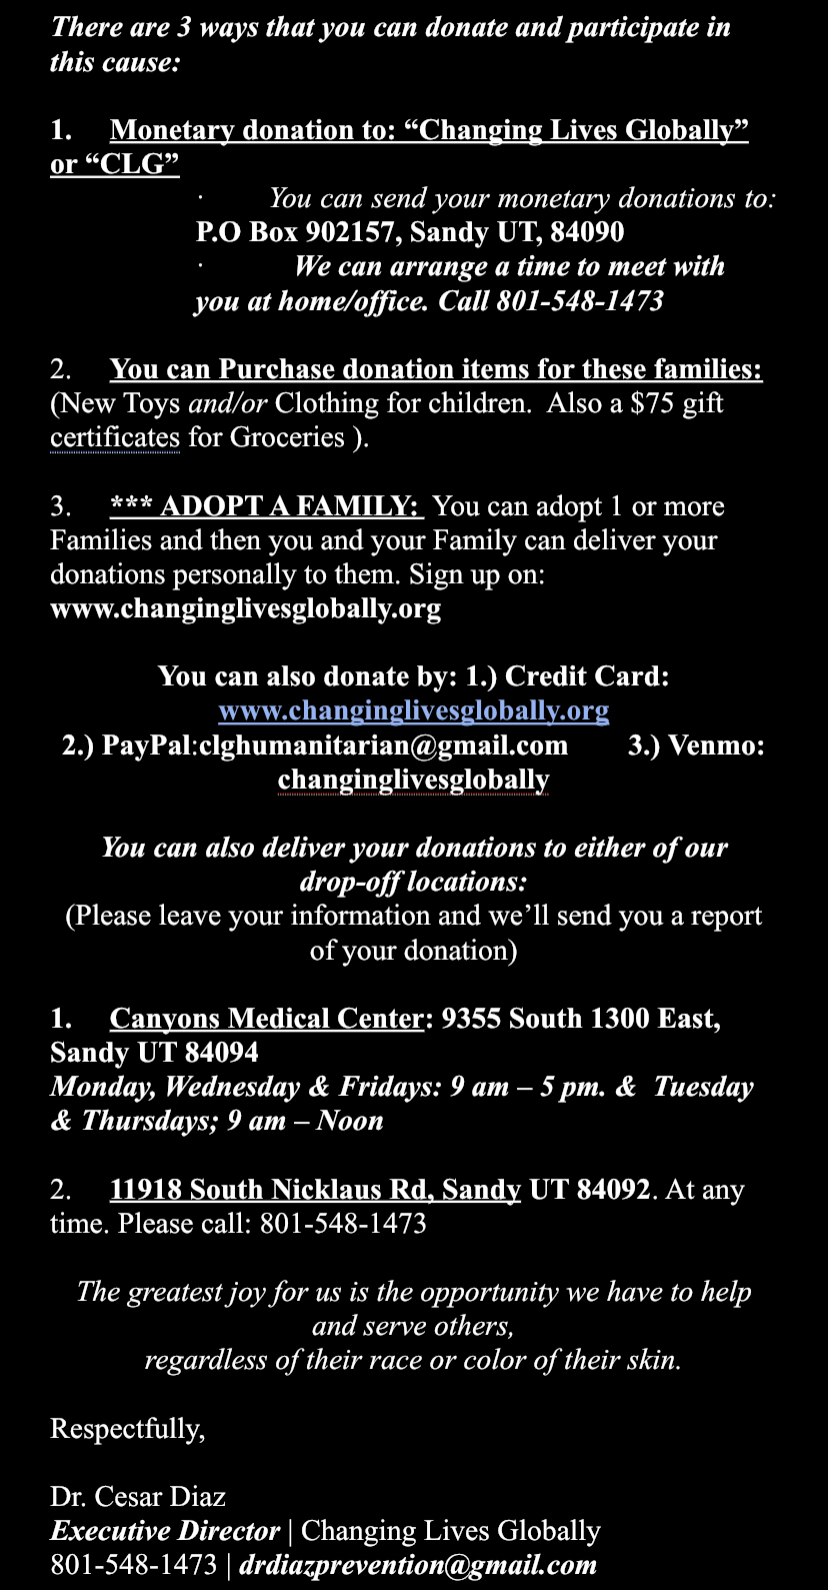 There are 3 ways that you can donate and participate in
this cause:
1. Monetary donation to: “Changing Lives Globally”
or “CLG”
· You can send your monetary donations to:
P.O Box 902157, Sandy UT, 84090
· We can arrange a time to meet with
you at home/office. Call 801-548-1473
2. You can Purchase donation items for these families:
(New Toys and/or Clothing for children.  Also a $75 gift
certificates for Groceries ).
3. *** ADOPT A FAMILY:  You can adopt 1 or more
Families and then you and your Family can deliver your
donations personally to them. Sign up on:
www.changinglivesglobally.org
You can also donate by: 1.) Credit Card:
www.changinglivesglobally.org
2.) PayPal:clghumanitarian@gmail.com 3.) Venmo:
changinglivesglobally
You can also deliver your donations to either of our
drop-off locations:
(Please leave your information and we’ll send you a report
of your donation)
1. Canyons Medical Center: 9355 South 1300 East,
Sandy UT 84094
Monday, Wednesday & Fridays: 9 am – 5 pm. &  Tuesday
& Thursdays; 9 am – Noon
2. 11918 South Nicklaus Rd, Sandy UT 84092. At any
time. Please call: 801-548-1473
The greatest joy for us is the opportunity we have to help
and serve others,
regardless of their race or color of their skin.
Respectfully,
Dr. Cesar Diaz
Executive Director | Changing Lives Globally
801-548-1473 | drdiazprevention@gmail.com